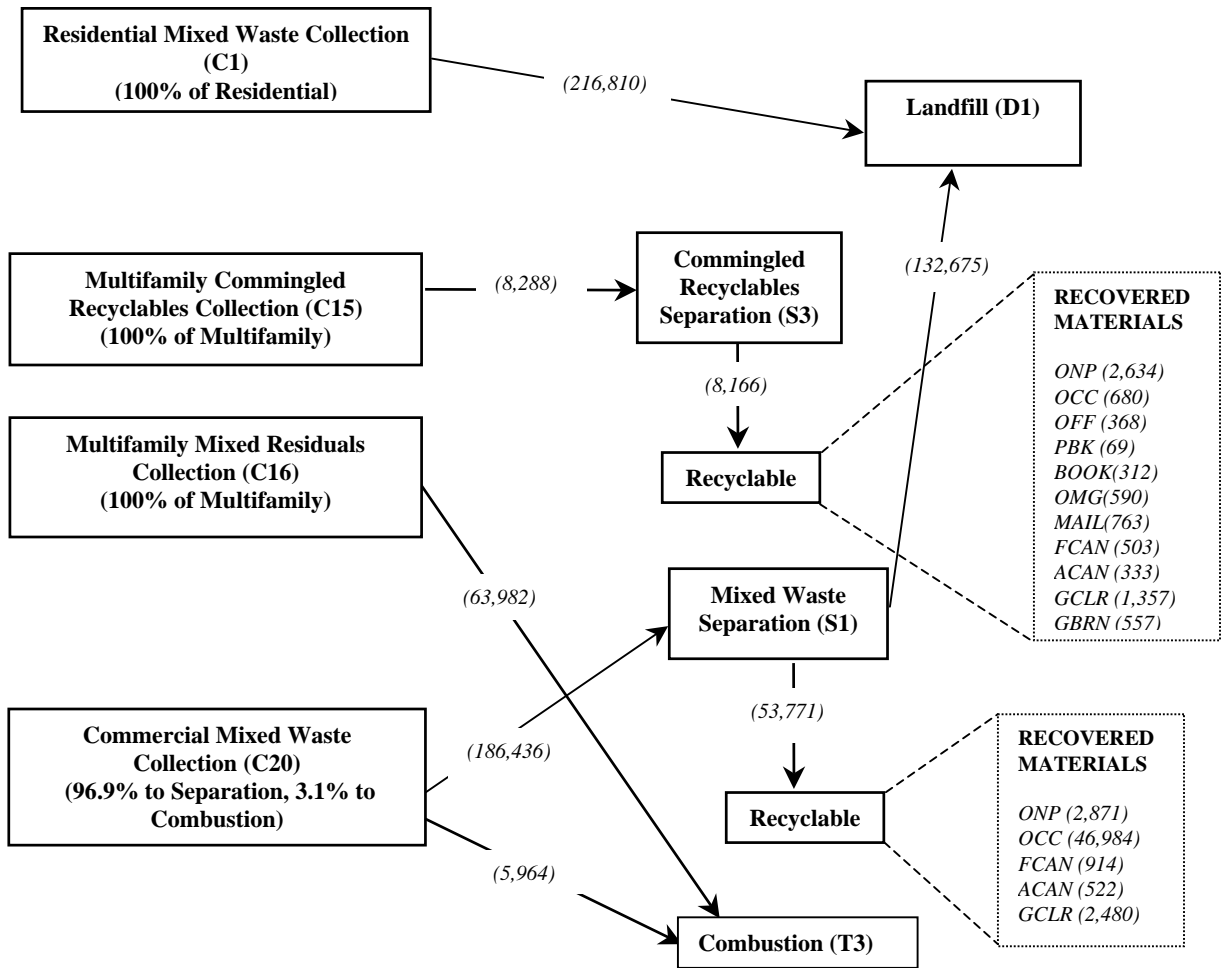 Residential Mixed Waste Collection
(C1)
(100% of Residential)
(216,810)
Landfill (D1)
Multifamily Commingled
Recyclables Collection (C15)
(100% of Multifamily)
(8,288)
Commingled
Recyclables
Separation (S3)
(132,675)
(8,166)
Recyclable
RECOVERED
MATERIALS
ONP (2,634)
OCC (680)
OFF (368)
PBK (69)
BOOK(312)
OMG(590)
MAIL(763)
FCAN (503)
ACAN (333)
GCLR (1,357)
GBRN (557)
Multifamily Mixed Residuals
Collection (C16)
(100% of Multifamily)
(63,982)
Mixed Waste
Separation (S1)
(53,771)
Commercial Mixed Waste
Collection (C20)
(96.9% to Separation, 3.1% to
Combustion)
(186,436)
(5,964)
Recyclable
RECOVERED
MATERIALS
ONP (2,871)
OCC (46,984)
FCAN (914)
ACAN (522)
GCLR (2,480)
Combustion (T3)